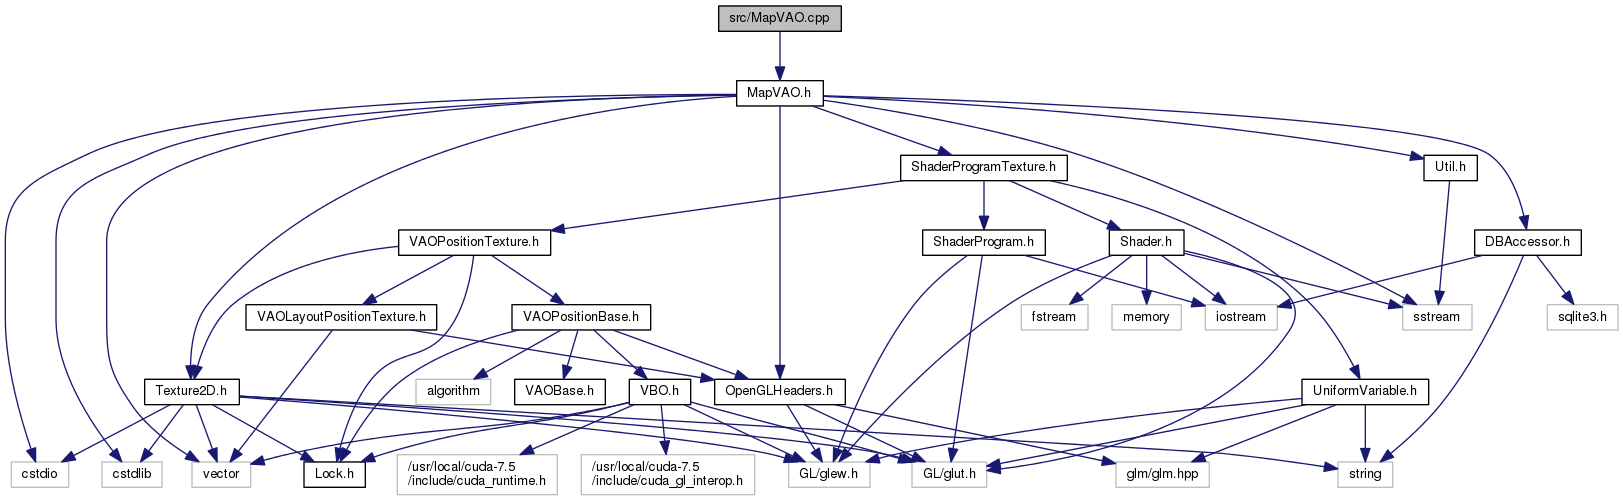 src/MapVAO.cpp
MapVAO.h
ShaderProgramTexture.h
Util.h
VAOPositionTexture.h
ShaderProgram.h
Shader.h
DBAccessor.h
VAOLayoutPositionTexture.h
VAOPositionBase.h
fstream
memory
iostream
sstream
sqlite3.h
Texture2D.h
algorithm
VAOBase.h
VBO.h
OpenGLHeaders.h
UniformVariable.h
cstdio
cstdlib
vector
Lock.h
/usr/local/cuda-7.5
/include/cuda_runtime.h
/usr/local/cuda-7.5
/include/cuda_gl_interop.h
GL/glew.h
GL/glut.h
glm/glm.hpp
string